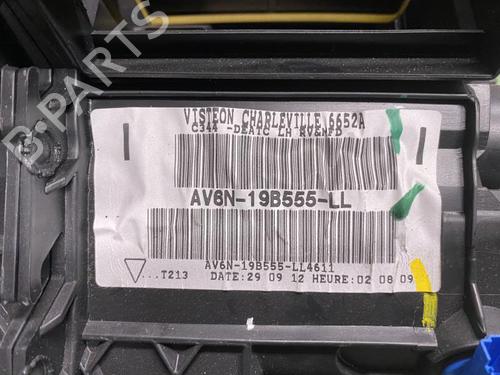 B-PARTS
VISTEON CHARLEVILLE 6652A
C344 -DEATC LH RVEMFD
AV6N-19B555-LL
AV6N-19B555-LL4611
...T213 DATE:29 09 12 HEURE:02 08 09